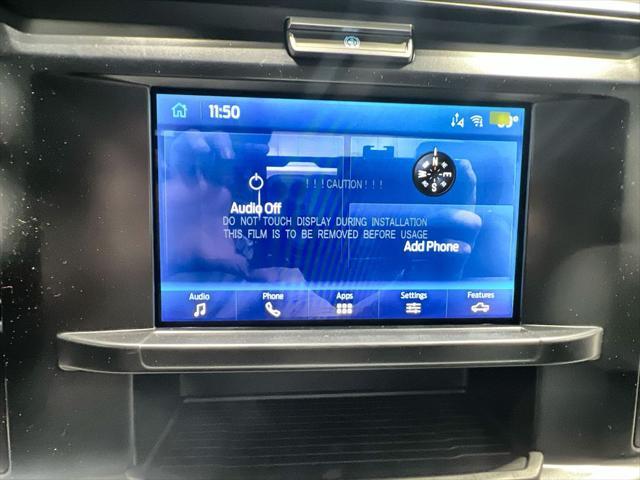 11:50
N
E
S
W
!!!CAUTION!!!
Audio Off
DO NOT TOUCH DISPLAY DURING INSTALLATION
THIS FILM IS TO BE REMOVED BEFORE USAGE
Add Phone
Audio Phone Apps Settings Features